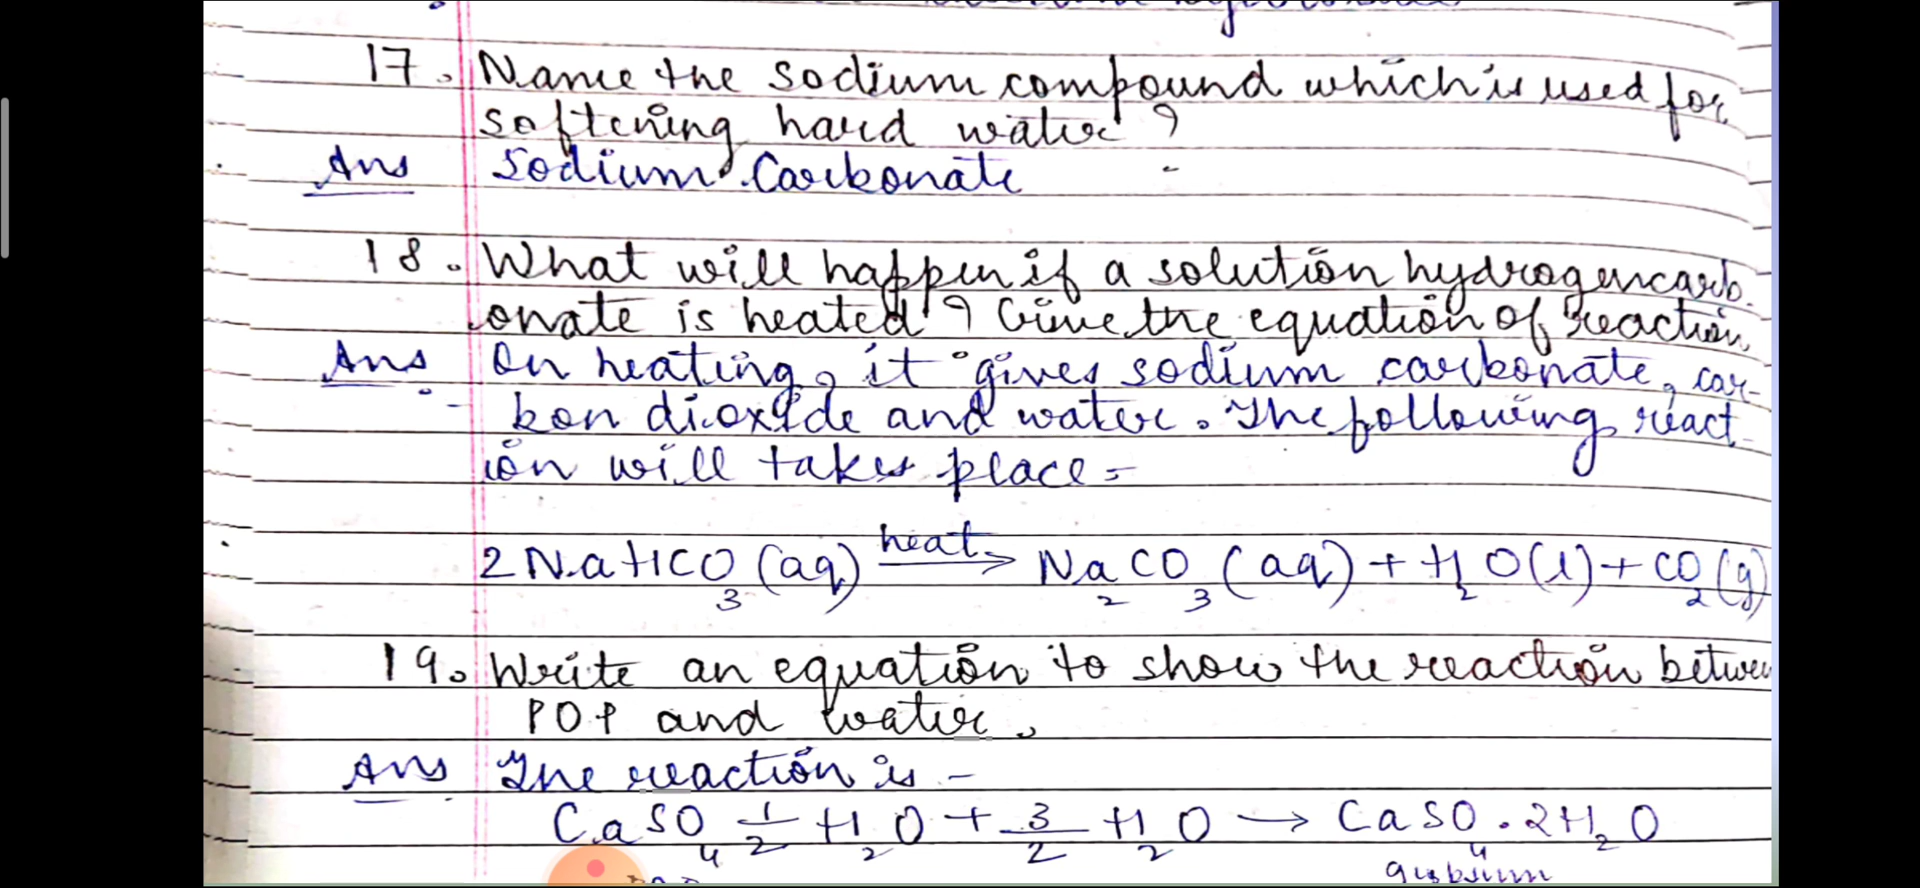 17. Name the sodium compound which is used for
softening hard water?
Ans Sodium Carbonate
18. What will happen if a solution hydrogencarb-
onate is heated? Give the equation of reaction
Ans On heating, it gives sodium carbonate, car-
bon dioxide and water. The following react-
ion will takes place -
2NaHCO₃(aq) heat→ Na₂CO₃(aq) + H₂O(l) + CO₂(g)
19. Write an equation to show the reaction between
POP and water.
Ans The reaction is -
CaSO₄ 1/2 H₂O + 3/2 H₂O → CaSO₄.2H₂O
gypsum